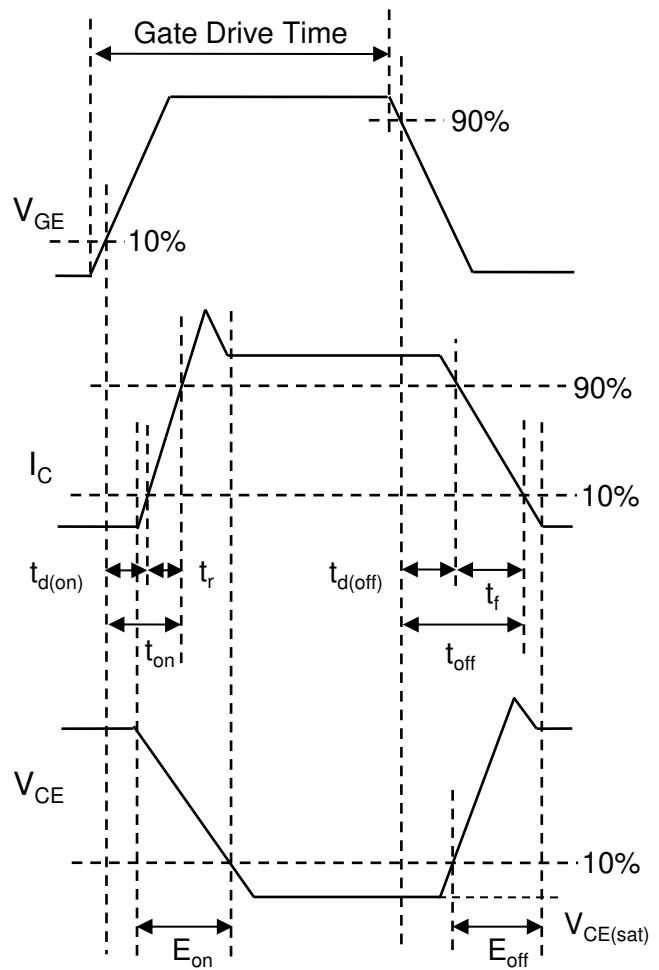 Gate Drive Time
90%
V_GE
10%
90%
I_C
10%
t_d(on)
t_r
t_d(off)
t_f
t_on
t_off
V_CE
10%
V_CE(sat)
E_on
E_off